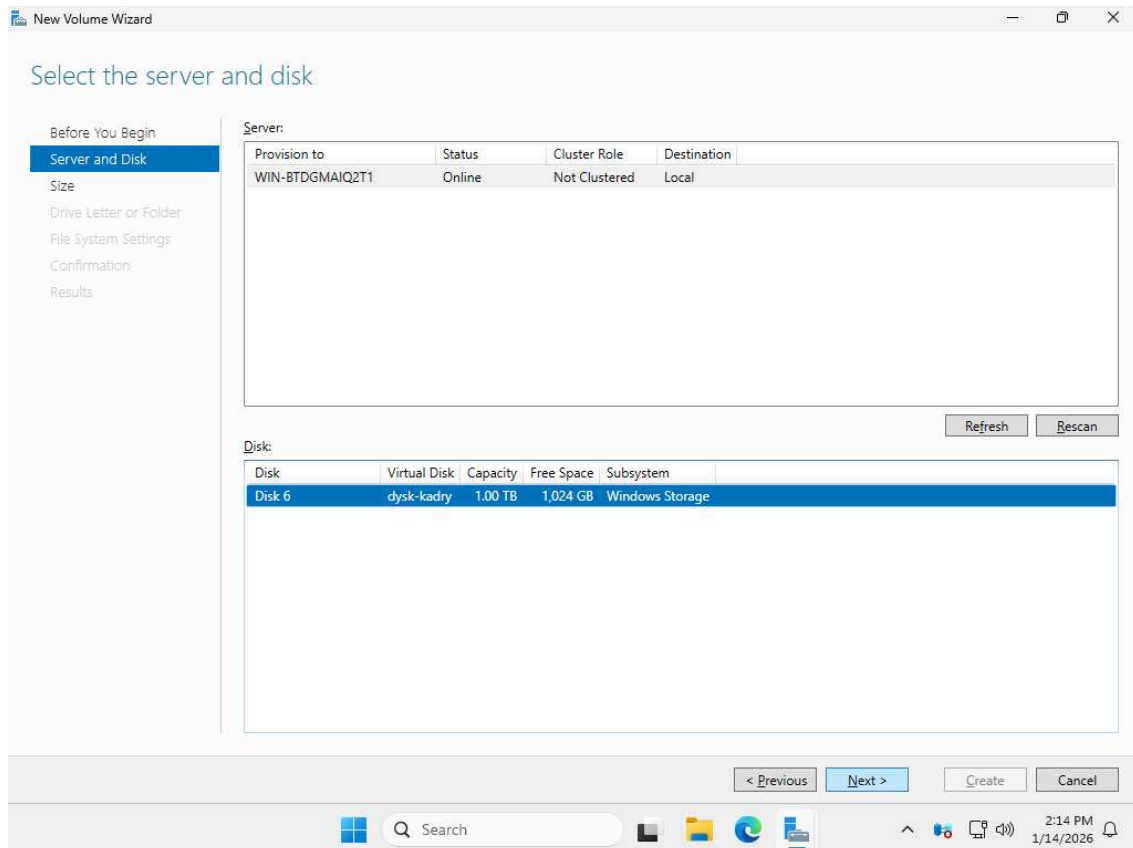 New Volume Wizard
Select the server and disk
Before You Begin
Server and Disk
Size
Drive Letter or Folder
File System Settings
Confirmation
Results
Server:
Provision to Status Cluster Role Destination
WIN-BTDGMAIQ2T1 Online Not Clustered Local
Refresh Rescan
Disk:
Disk Virtual Disk Capacity Free Space Subsystem
Disk 6 dysk-kadry 1.00 TB 1,024 GB Windows Storage
< Previous Next > Create Cancel
Search
2:14 PM
1/14/2026